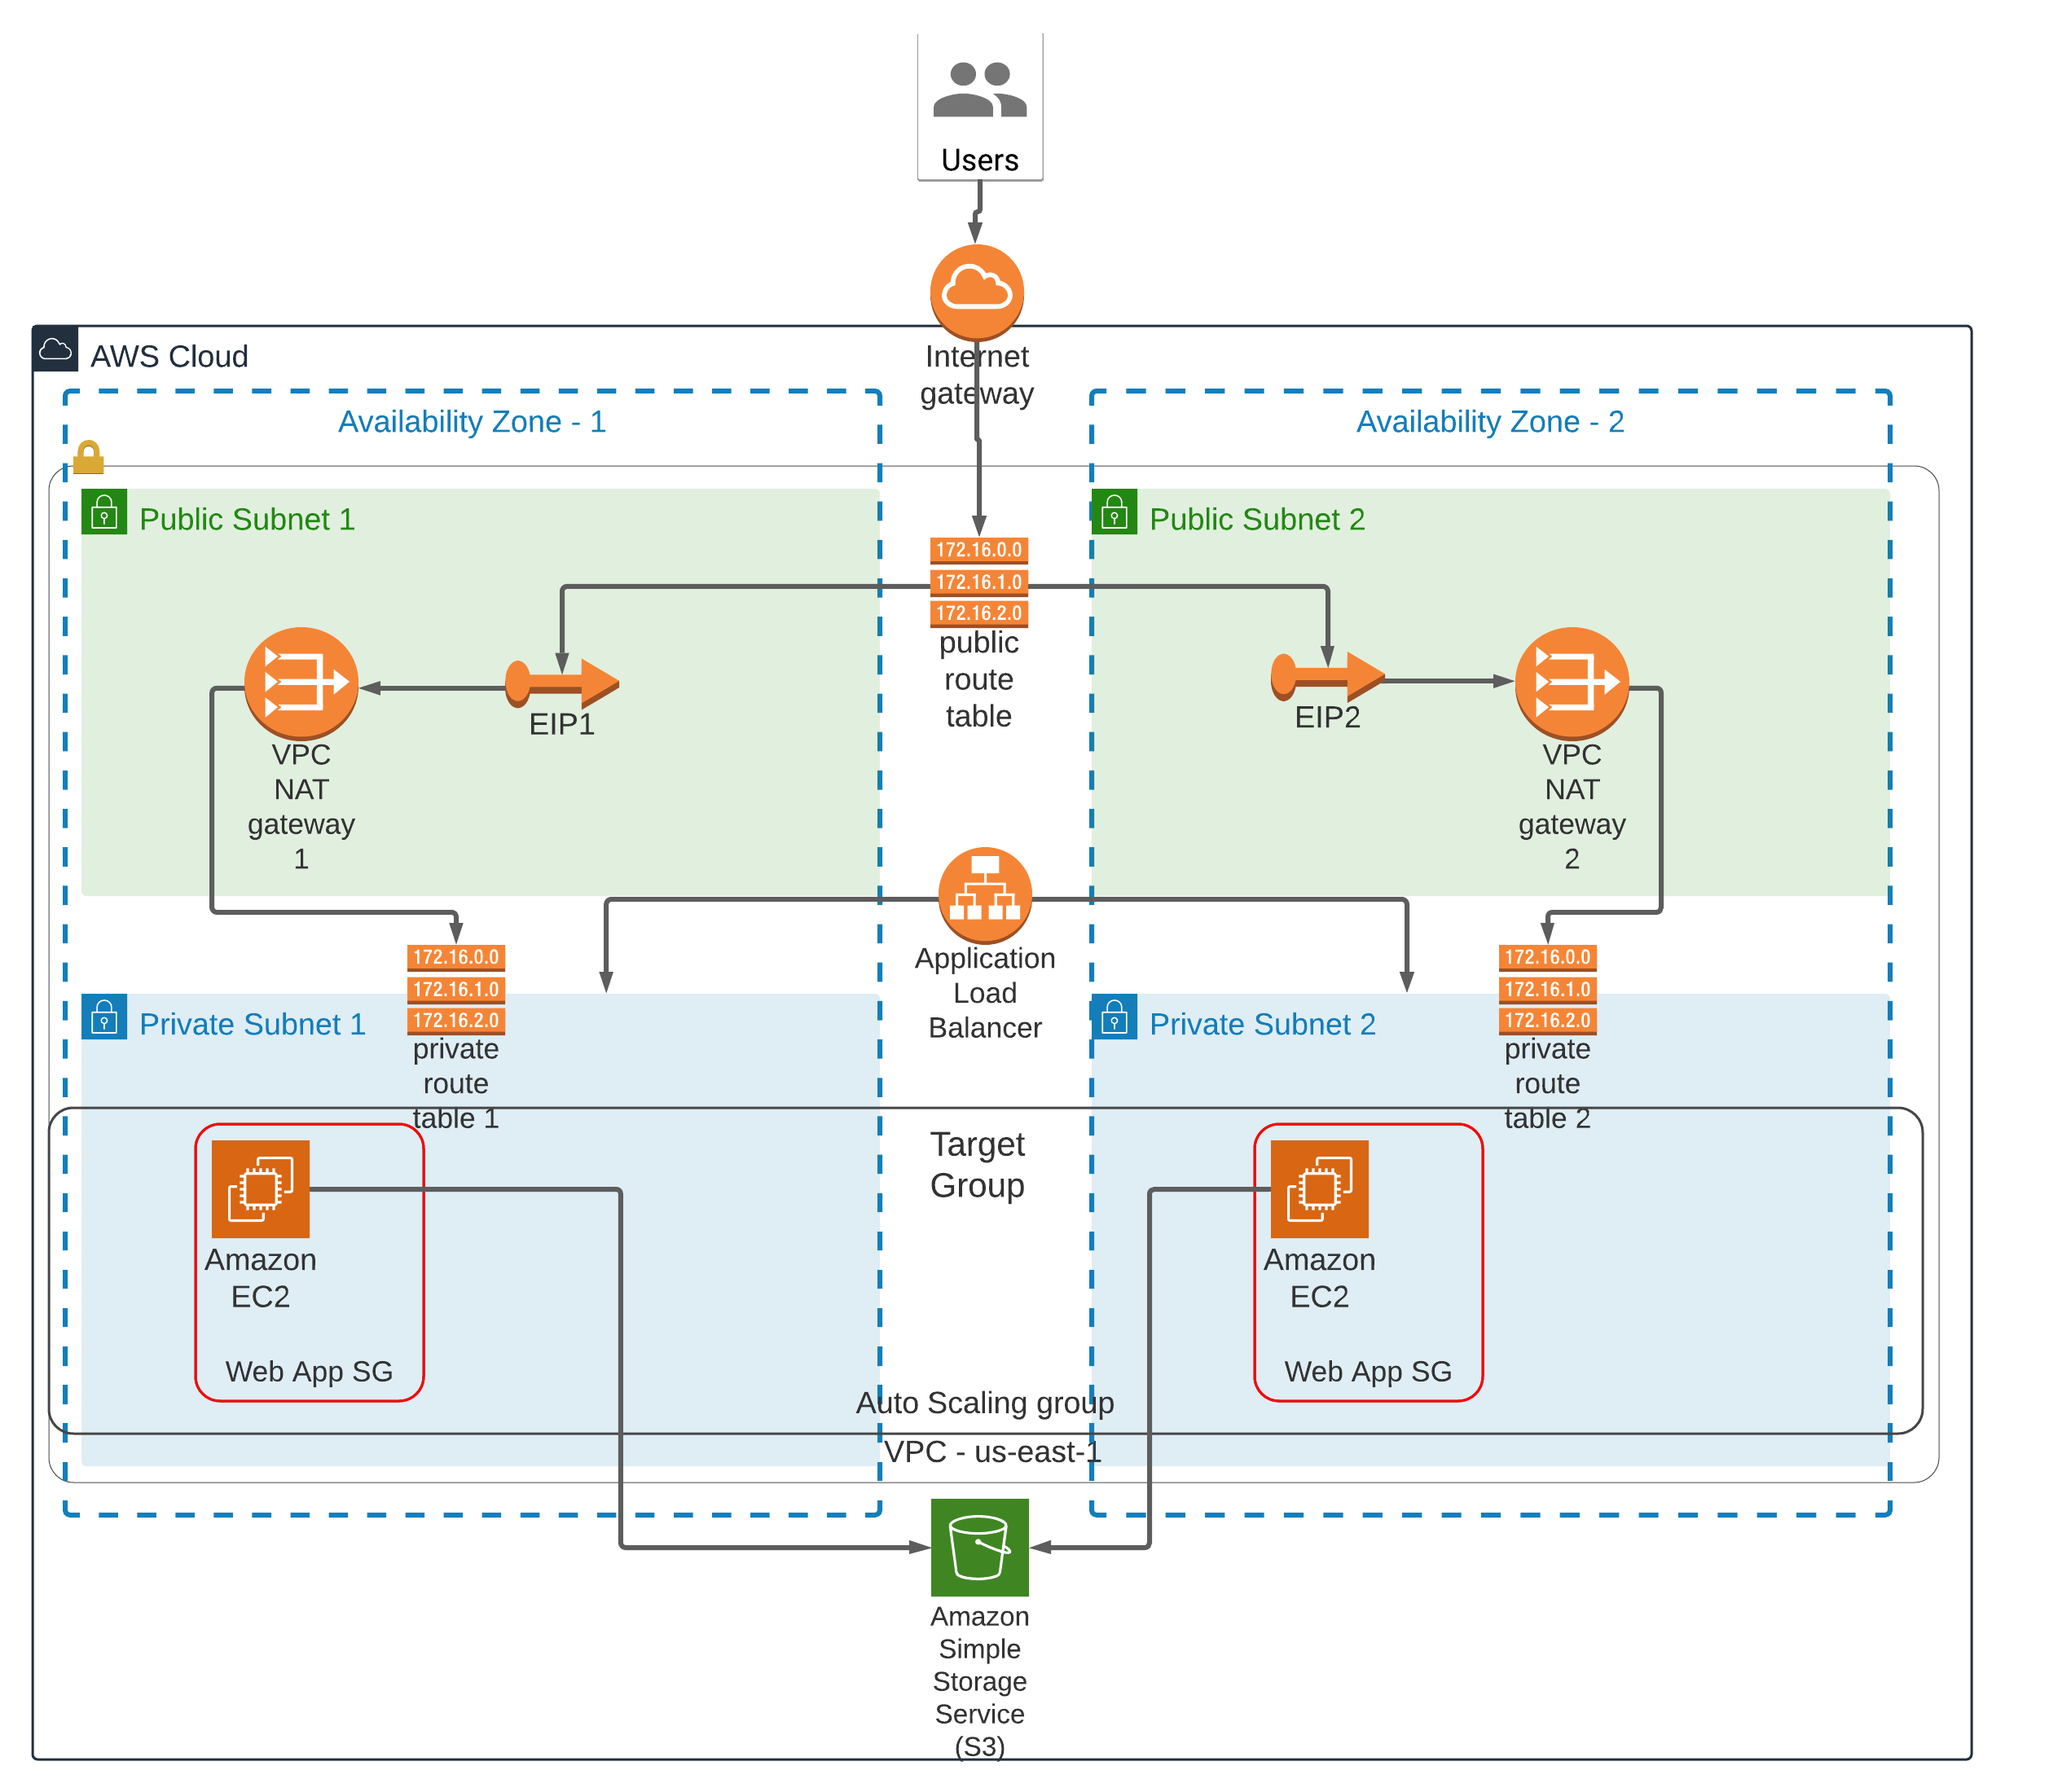 Users
Internet
gateway
AWS Cloud
Availability Zone - 1
Availability Zone - 2
Public Subnet 1
Public Subnet 2
172.16.0.0
172.16.1.0
172.16.2.0
public
route
table
EIP1
EIP2
VPC
NAT
gateway
1
VPC
NAT
gateway
2
Application
Load
Balancer
172.16.0.0
172.16.1.0
172.16.2.0
private
route
table 1
172.16.0.0
172.16.1.0
172.16.2.0
private
route
table 2
Private Subnet 1
Private Subnet 2
Target
Group
Amazon
EC2
Web App SG
Amazon
EC2
Web App SG
Auto Scaling group
VPC - us-east-1
Amazon
Simple
Storage
Service
(S3)